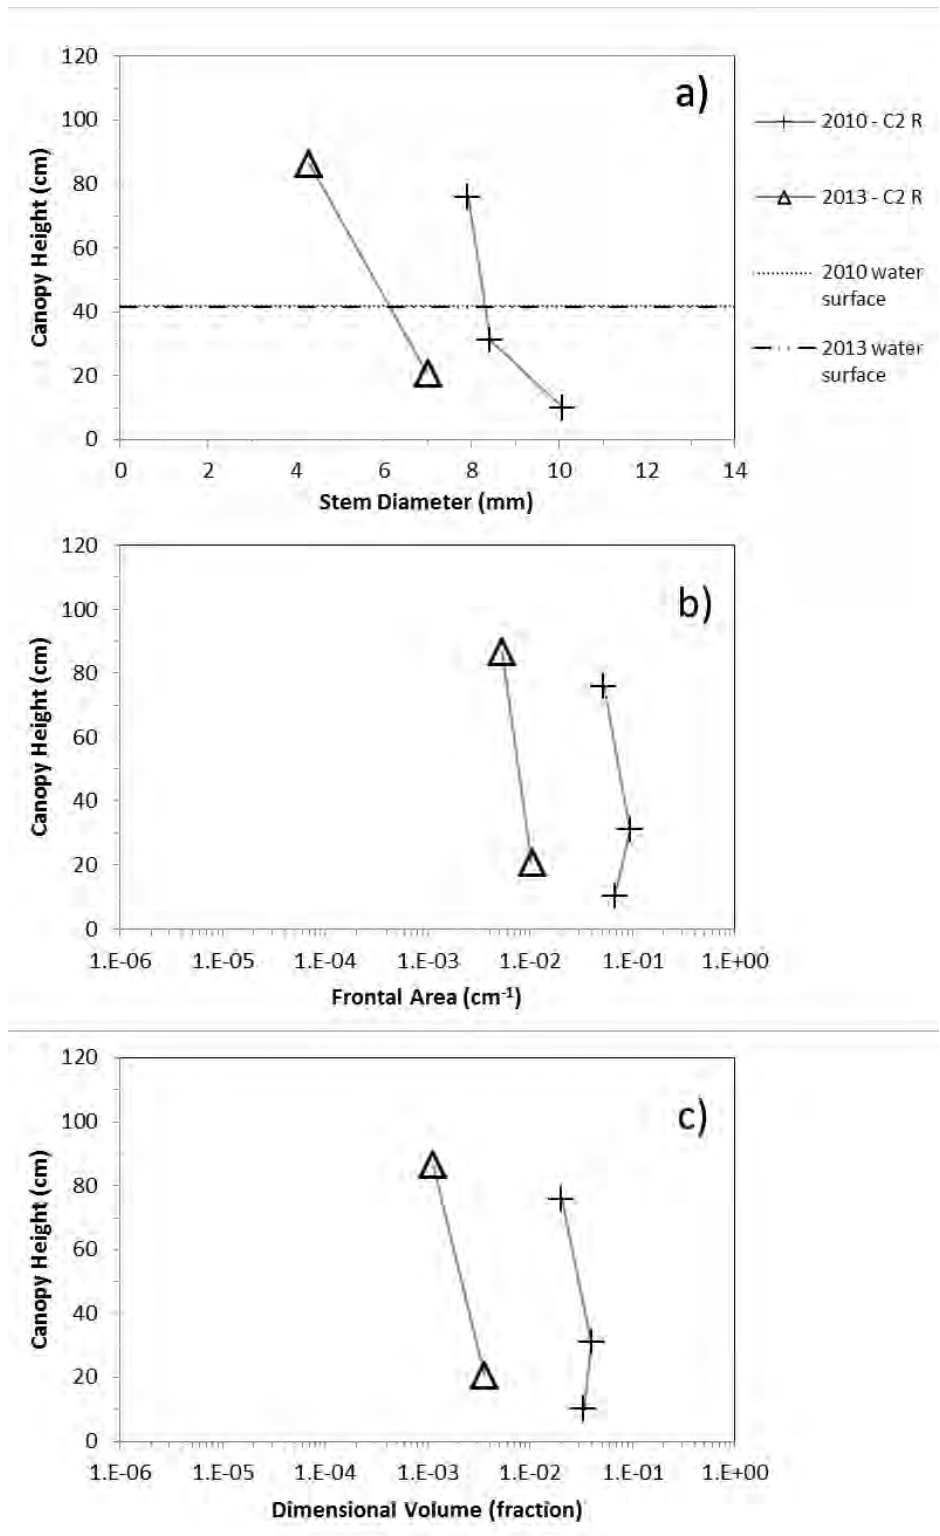 a)
120
100
80
60
40
20
0
Canopy Height (cm)
0 2 4 6 8 10 12 14
Stem Diameter (mm)
2010 - C2 R
2013 - C2 R
2010 water
surface
2013 water
surface
b)
120
100
80
60
40
20
0
Canopy Height (cm)
1.E-06 1.E-05 1.E-04 1.E-03 1.E-02 1.E-01 1.E+00
Frontal Area (cm⁻¹)
c)
120
100
80
60
40
20
0
Canopy Height (cm)
1.E-06 1.E-05 1.E-04 1.E-03 1.E-02 1.E-01 1.E+00
Dimensional Volume (fraction)